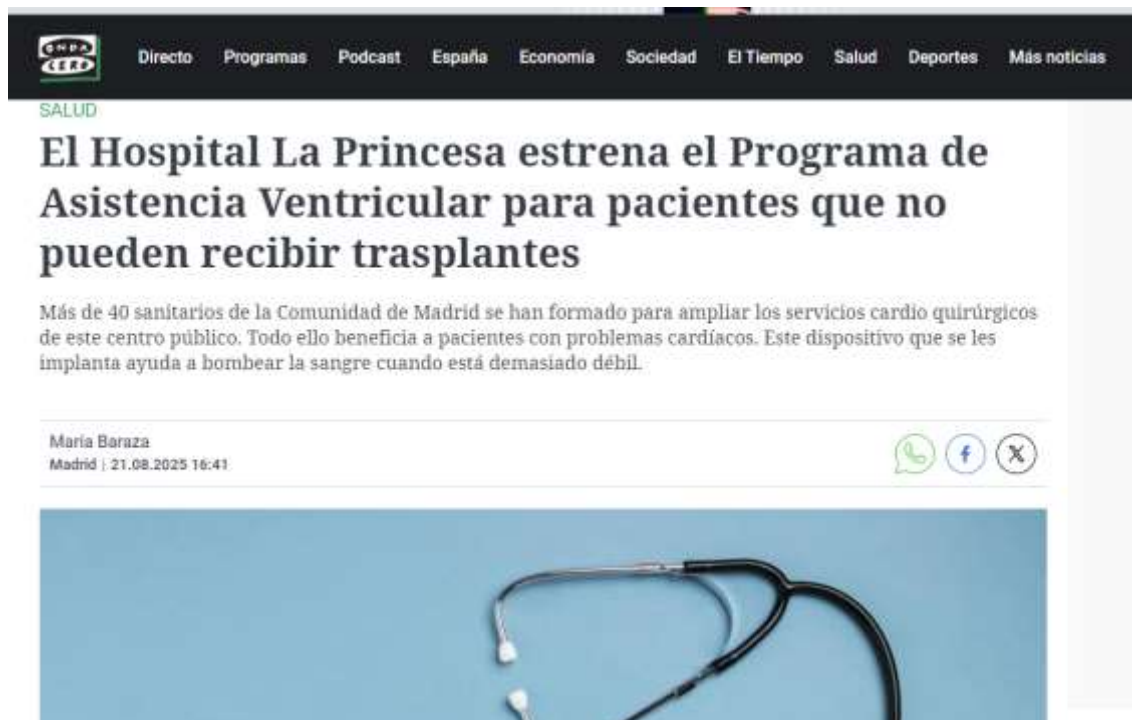 ONDA
CERO
Directo Programas Podcast España Economía Sociedad El Tiempo Salud Deportes Más noticias
SALUD
El Hospital La Princesa estrena el Programa de
Asistencia Ventricular para pacientes que no
pueden recibir trasplantes
Más de 40 sanitarios de la Comunidad de Madrid se han formado para ampliar los servicios cardio quirúrgicos
de este centro público. Todo ello beneficia a pacientes con problemas cardíacos. Este dispositivo que se les
implanta ayuda a bombear la sangre cuando está demasiado débil.
María Baraza
Madrid | 21.08.2025 16:41